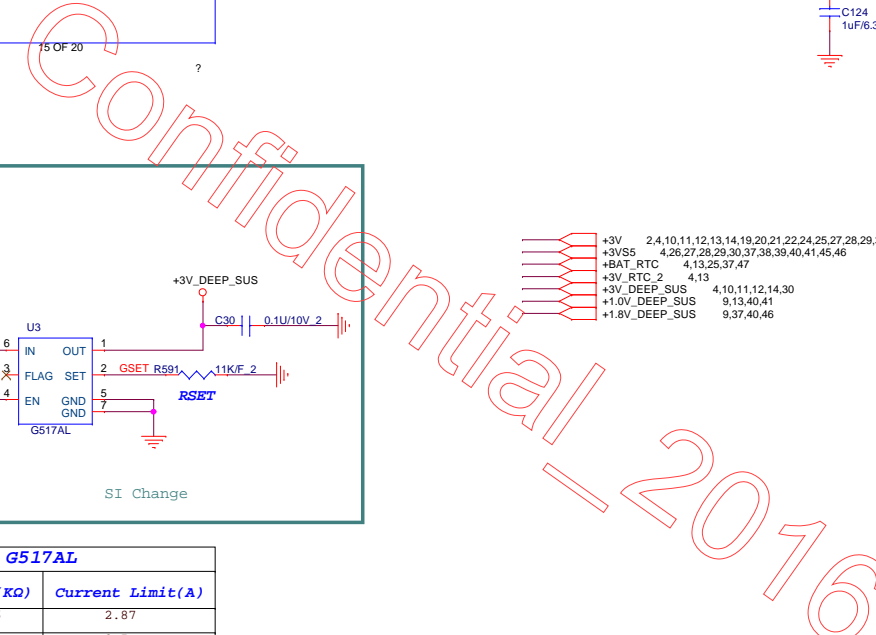 C124
1uF/6.3
15 OF 20
?
Confidential_2016
+3V 2,4,10,11,12,13,14,19,20,21,22,24,25,27,28,29,
+3VS5 4,26,27,28,29,30,37,38,39,40,41,45,46
+BAT_RTC 4,13,25,37,47
+3V_RTC_2 4,13
+3V_DEEP_SUS 4,10,11,12,14,30
+1.0V_DEEP_SUS 9,13,40,41
+1.8V_DEEP_SUS 9,37,40,46
+3V_DEEP_SUS
C30 0.1U/10V_2
U3
6 IN OUT 1
3 FLAG SET 2 GSET R591 11K/F_2
RSET
4 EN GND 5
GND 7
G517AL
SI Change
G517AL
KΩ) Current Limit(A)
2.87